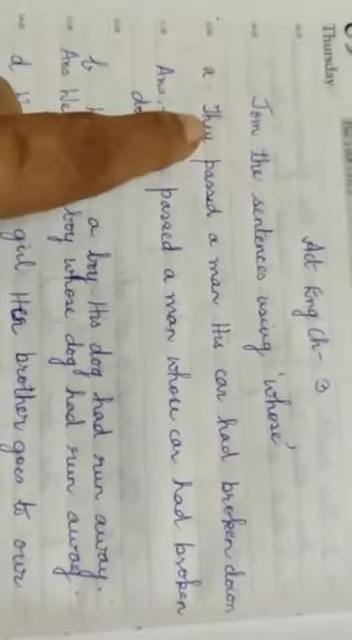 Thursday
Act Eng Ch-3
Join the sentences using 'whose'
a. They passed a man. His car had broken down
Ans. passed a man whose car had broken
b a boy. His dog had run away.
Ans We boy whose dog had run away.
d girl Her brother goes to our